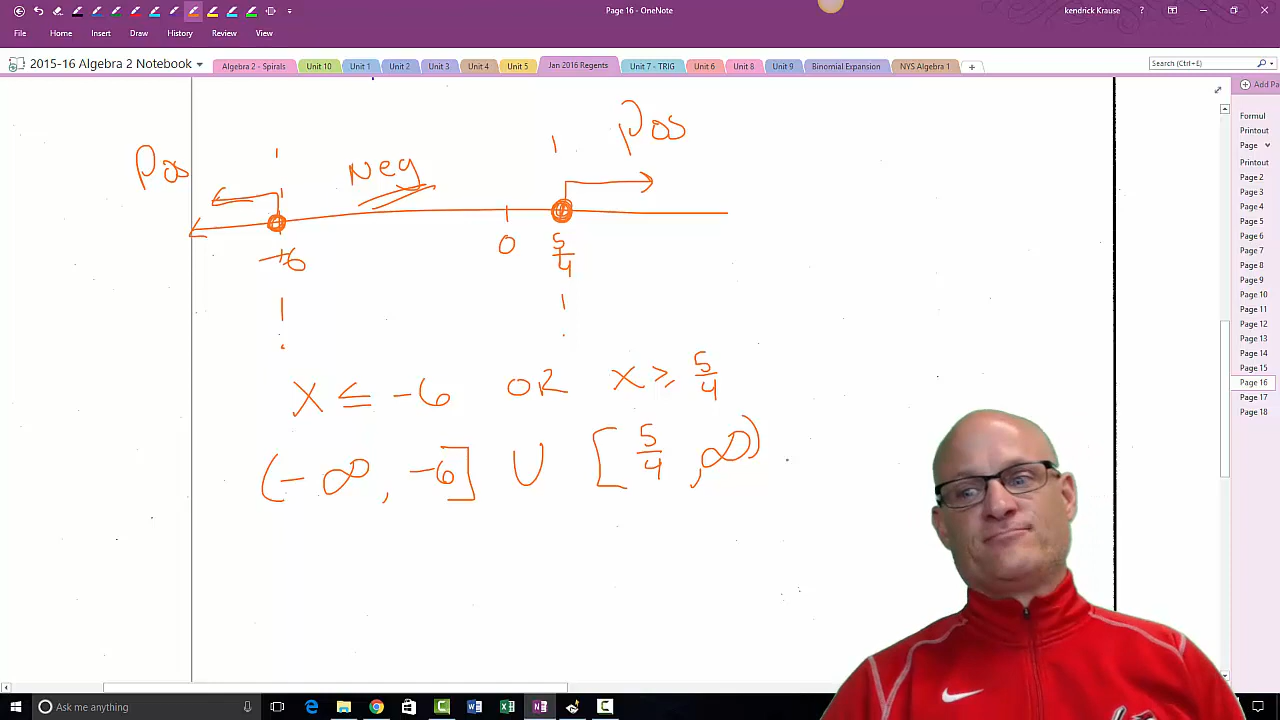 Page 16 - OneNote
kendrick Krause
?
File Home Insert Draw History Review View
2015-16 Algebra 2 Notebook
Algebra 2 - Spirals Unit 10 Unit 1 Unit 2 Unit 3 Unit 4 Unit 5 Jan 2016 Regents Unit 7 - TRIG Unit 6 Unit 8 Unit 9 Binomial Expansion NYS Algebra 1 +
Search (Ctrl+E)
Add Pa
Formul
Printout
Page
Printout
Page 2
Page 3
Page 4
Page 5
Page 6
Page 7
Page 8
Page 9
Page 10
Page 11
Page 12
Page 13
Page 14
Page 15
Page 16
Page 17
Page 18
Pos Neg Pos
-6 0 5/4
x ≤ -6 OR x ≥ 5/4
(-∞, -6] ∪ [5/4, ∞)
Ask me anything